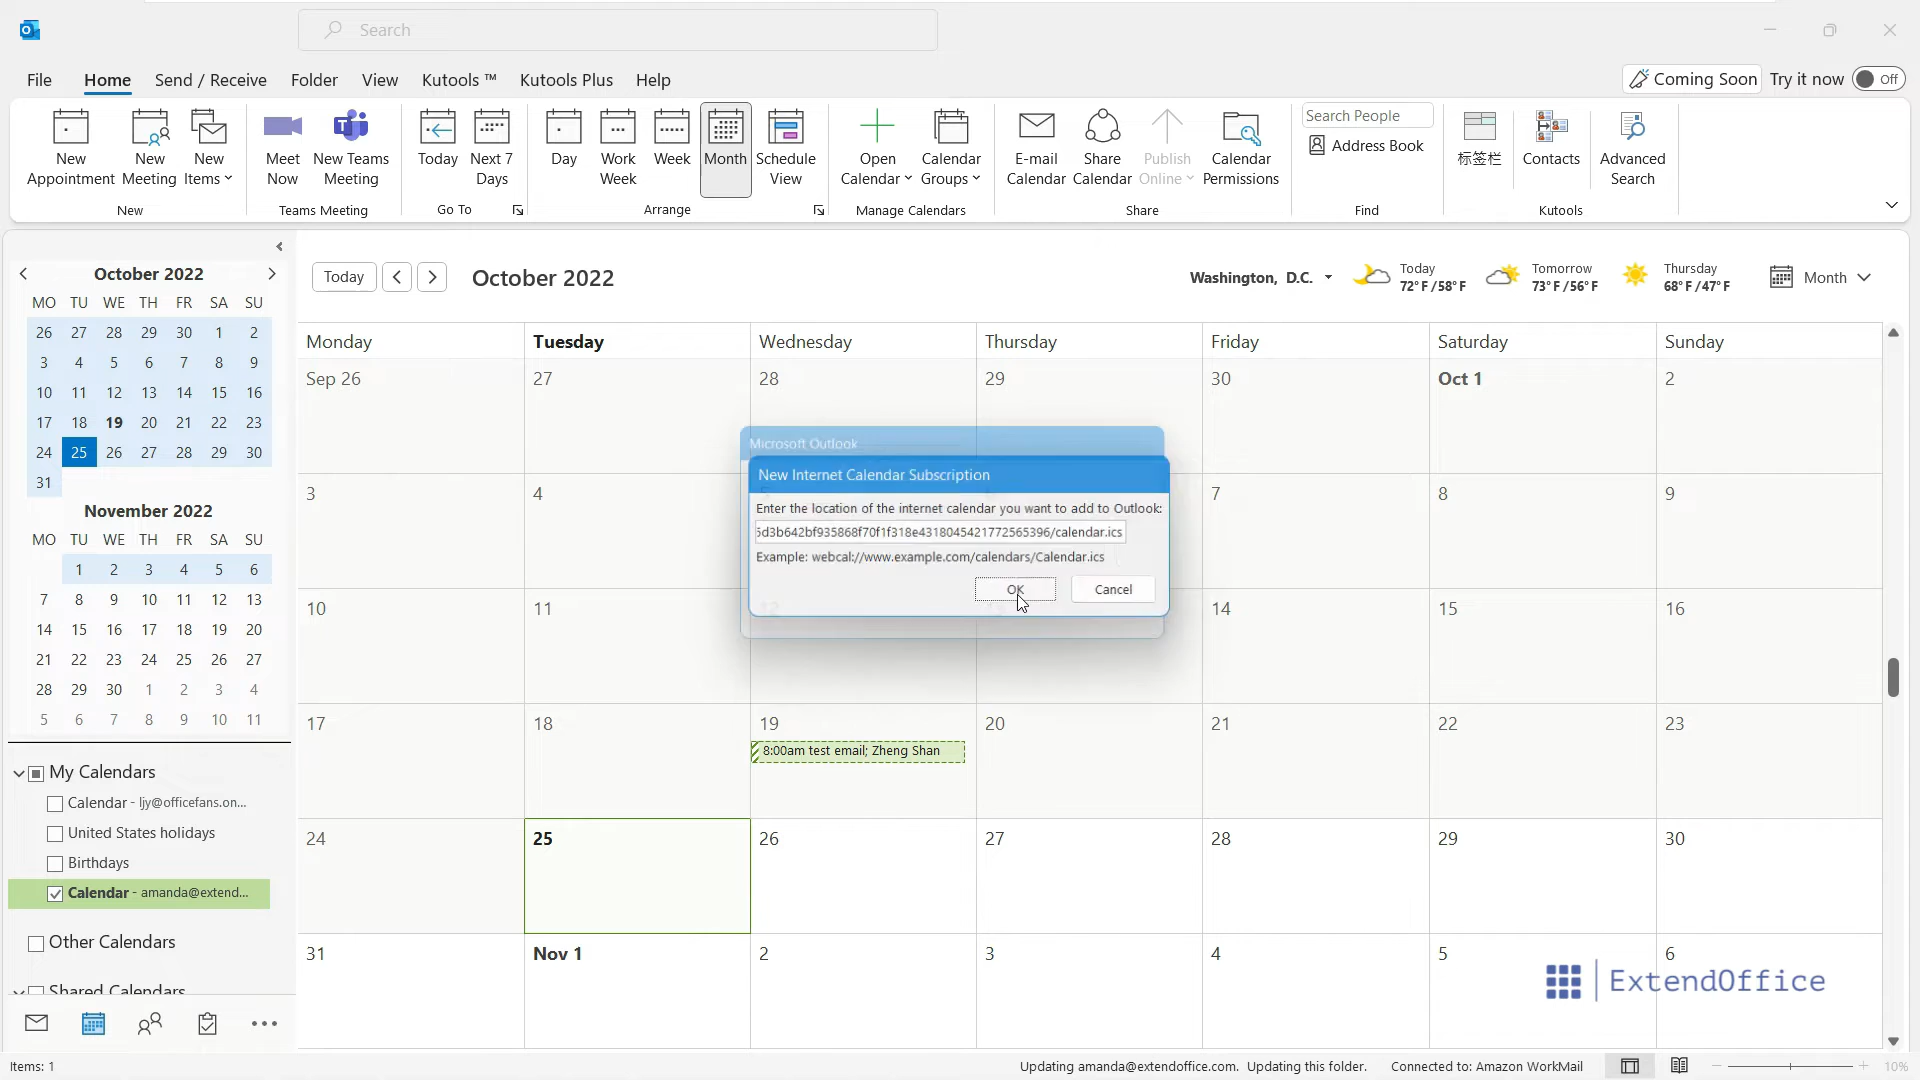 Search
File Home Send / Receive Folder View Kutools ™ Kutools Plus Help
Coming Soon Try it now Off
New Appointment
New Meeting
New Items
New
Meet Now
New Teams Meeting
Teams Meeting
Today
Next 7 Days
Go To
Day
Work Week
Week
Month
Schedule View
Arrange
Open Calendar
Calendar Groups
Manage Calendars
E-mail Calendar
Share Calendar
Publish Online
Calendar Permissions
Share
Search People
Address Book
Find
标签栏
Contacts
Advanced Search
Kutools
October 2022
MO TU WE TH FR SA SU
26 27 28 29 30 1 2
3 4 5 6 7 8 9
10 11 12 13 14 15 16
17 18 19 20 21 22 23
24 25 26 27 28 29 30
31
November 2022
MO TU WE TH FR SA SU
1 2 3 4 5 6
7 8 9 10 11 12 13
14 15 16 17 18 19 20
21 22 23 24 25 26 27
28 29 30 1 2 3 4
5 6 7 8 9 10 11
My Calendars
Calendar - ljy@officefans.on...
United States holidays
Birthdays
Calendar - amanda@extend...
Other Calendars
Shared Calendars
Today October 2022
Washington, D.C.
Today
72°F/58°F
Tomorrow
73°F/56°F
Thursday
68°F/47°F
Month
Monday Tuesday Wednesday Thursday Friday Saturday Sunday
Sep 26 27 28 29 30 Oct 1 2
3 4 7 8 9
10 11 12 14 15 16
17 18 19 20 21 22 23
8:00am test email; Zheng Shan
24 25 26 27 28 29 30
31 Nov 1 2 3 4 5 6
Microsoft Outlook
New Internet Calendar Subscription
Enter the location of the internet calendar you want to add to Outlook:
5d3b642bf935868f70f1f318e4318045421772565396/calendar.ics
Example: webcal://www.example.com/calendars/Calendar.ics
OK Cancel
ExtendOffice
Items: 1
Updating amanda@extendoffice.com. Updating this folder. Connected to: Amazon WorkMail 10%